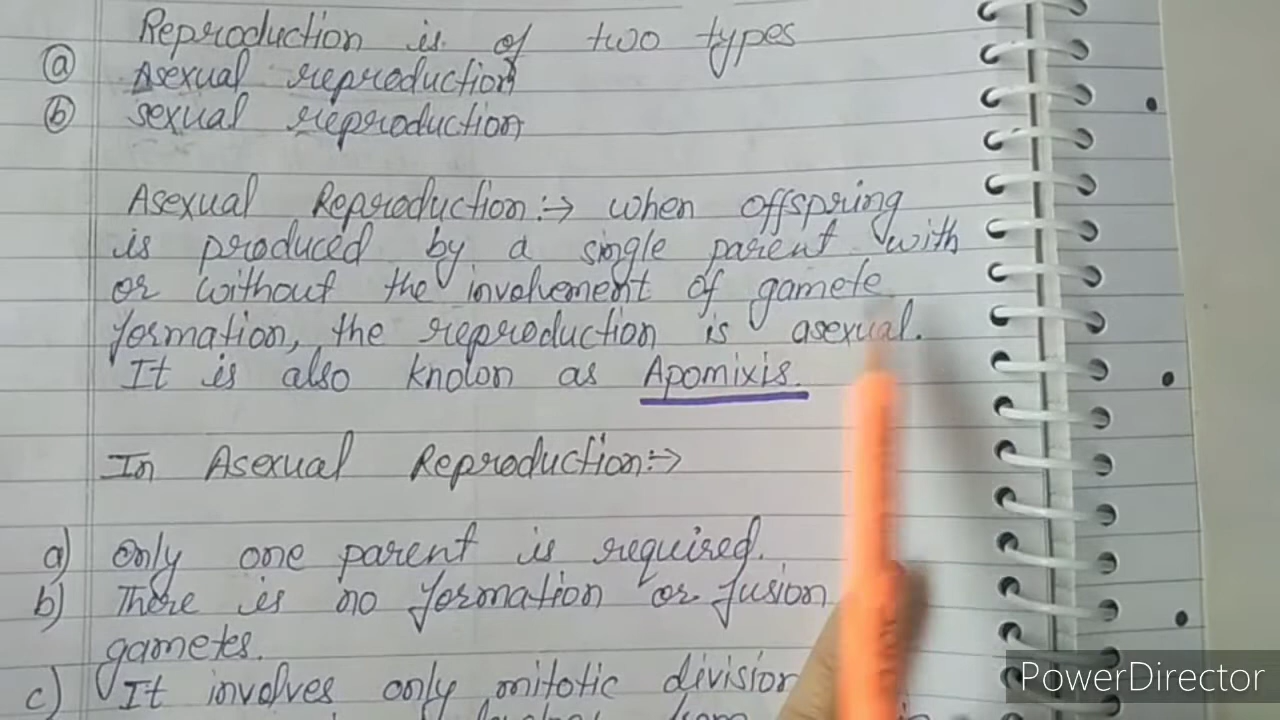 Reproduction is of two types
(a) Asexual reproduction
(b) sexual reproduction
Asexual Reproduction:→ when offspring
is produced by a single parent with
or without the involvement of gamete
formation, the reproduction is asexual.
It is also known as Apomixis.
In Asexual Reproduction:→
a) only one parent is required.
b) There is no formation or fusion
gametes.
c) It involves only mitotic division
PowerDirector